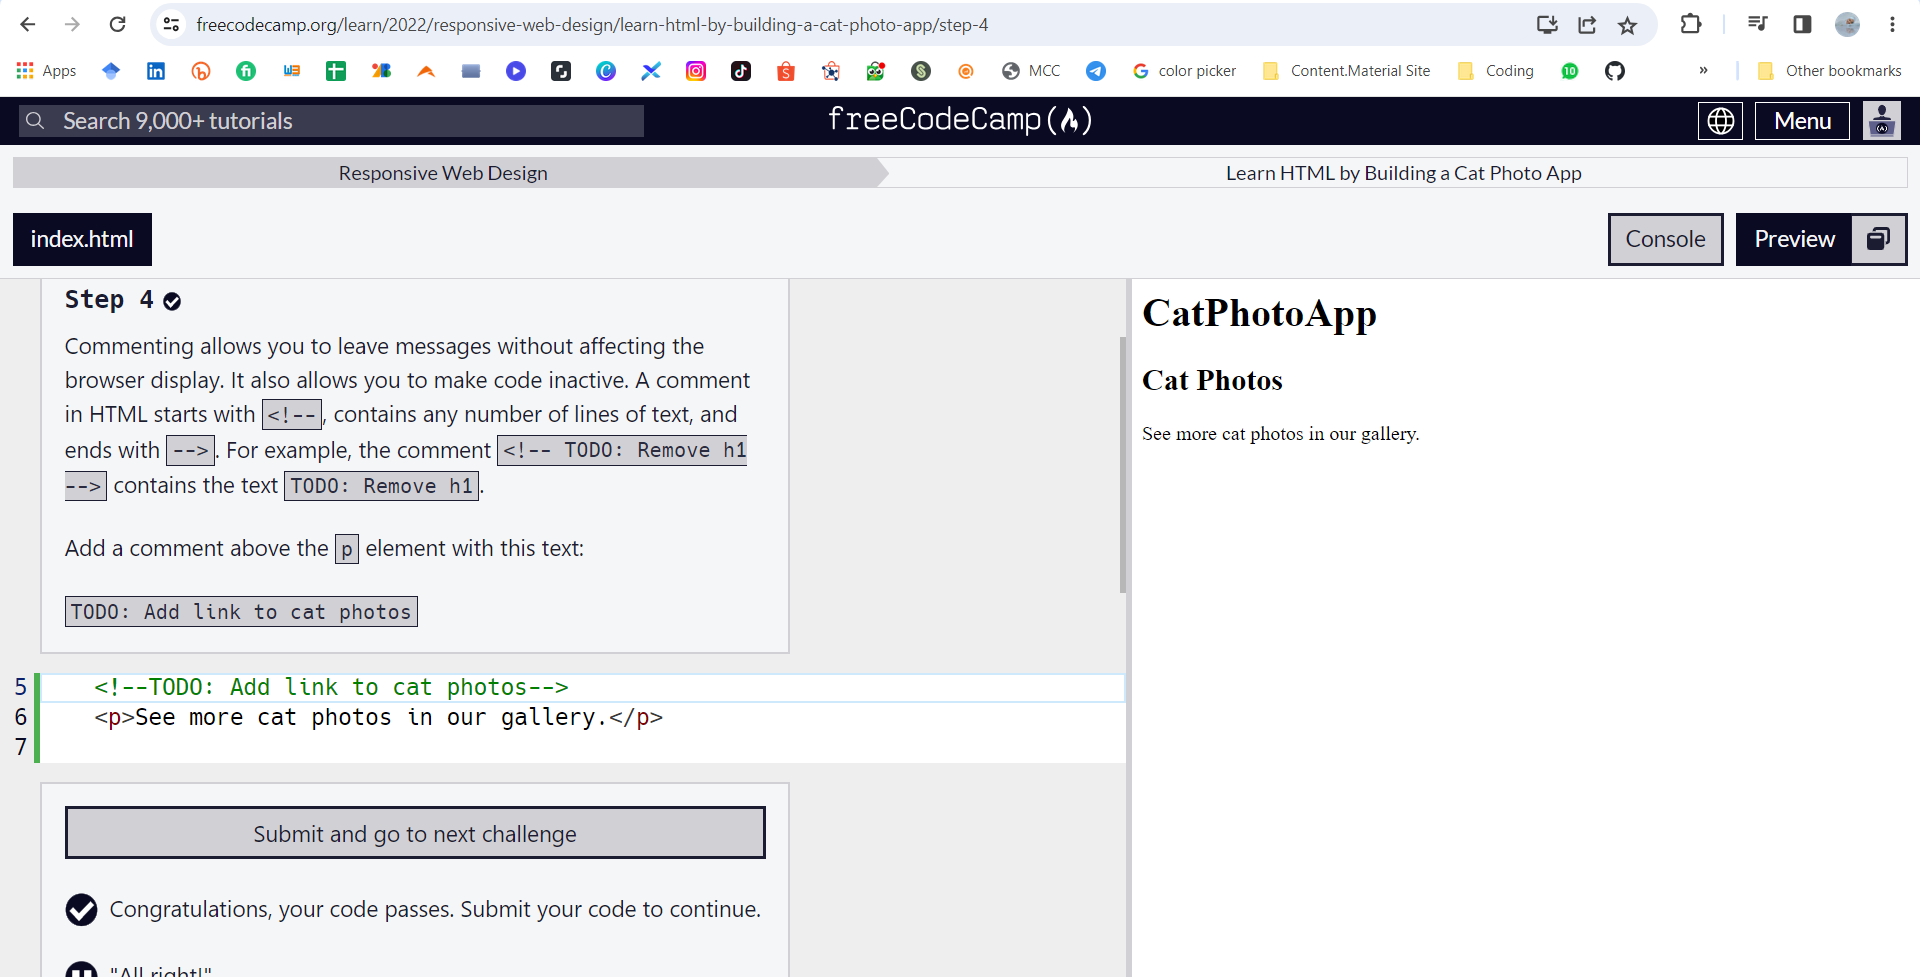 freecodecamp.org/learn/2022/responsive-web-design/learn-html-by-building-a-cat-photo-app/step-4
Apps
MCC
color picker
Content.Material Site
Coding
10
»
Other bookmarks
Search 9,000+ tutorials
freeCodeCamp(🔥)
Menu
Responsive Web Design
Learn HTML by Building a Cat Photo App
index.html
Console
Preview
Step 4
Commenting allows you to leave messages without affecting the
browser display. It also allows you to make code inactive. A comment
in HTML starts with <!--, contains any number of lines of text, and
ends with -->. For example, the comment <!-- TODO: Remove h1
--> contains the text TODO: Remove h1.
Add a comment above the p element with this text:
TODO: Add link to cat photos
5 <!--TODO: Add link to cat photos-->
6 <p>See more cat photos in our gallery.</p>
7
Submit and go to next challenge
Congratulations, your code passes. Submit your code to continue.
"All right!"
CatPhotoApp
Cat Photos
See more cat photos in our gallery.